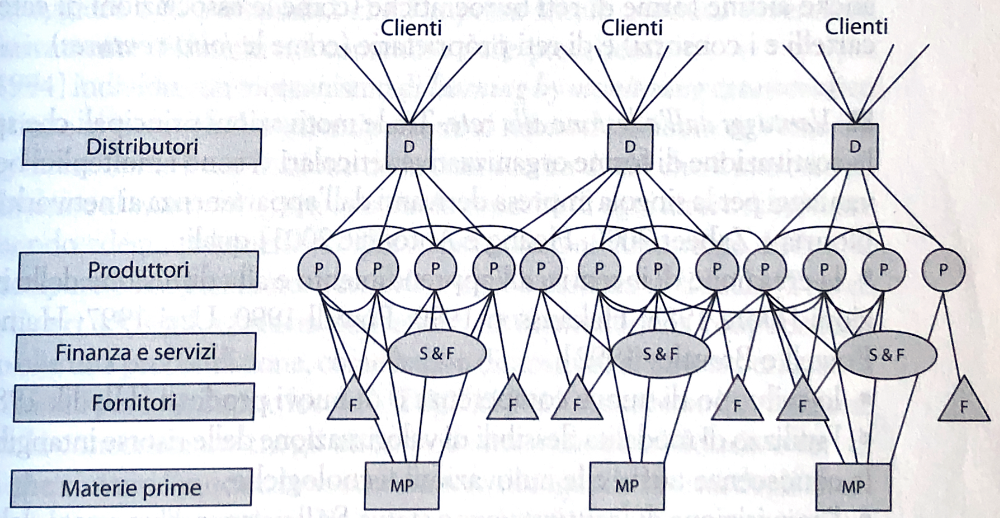 Clienti Clienti Clienti
Distributori D D D
Produttori P P P P P P P P P P P P
Finanza e servizi S & F S & F S & F
Fornitori F F F F F F
Materie prime MP MP MP